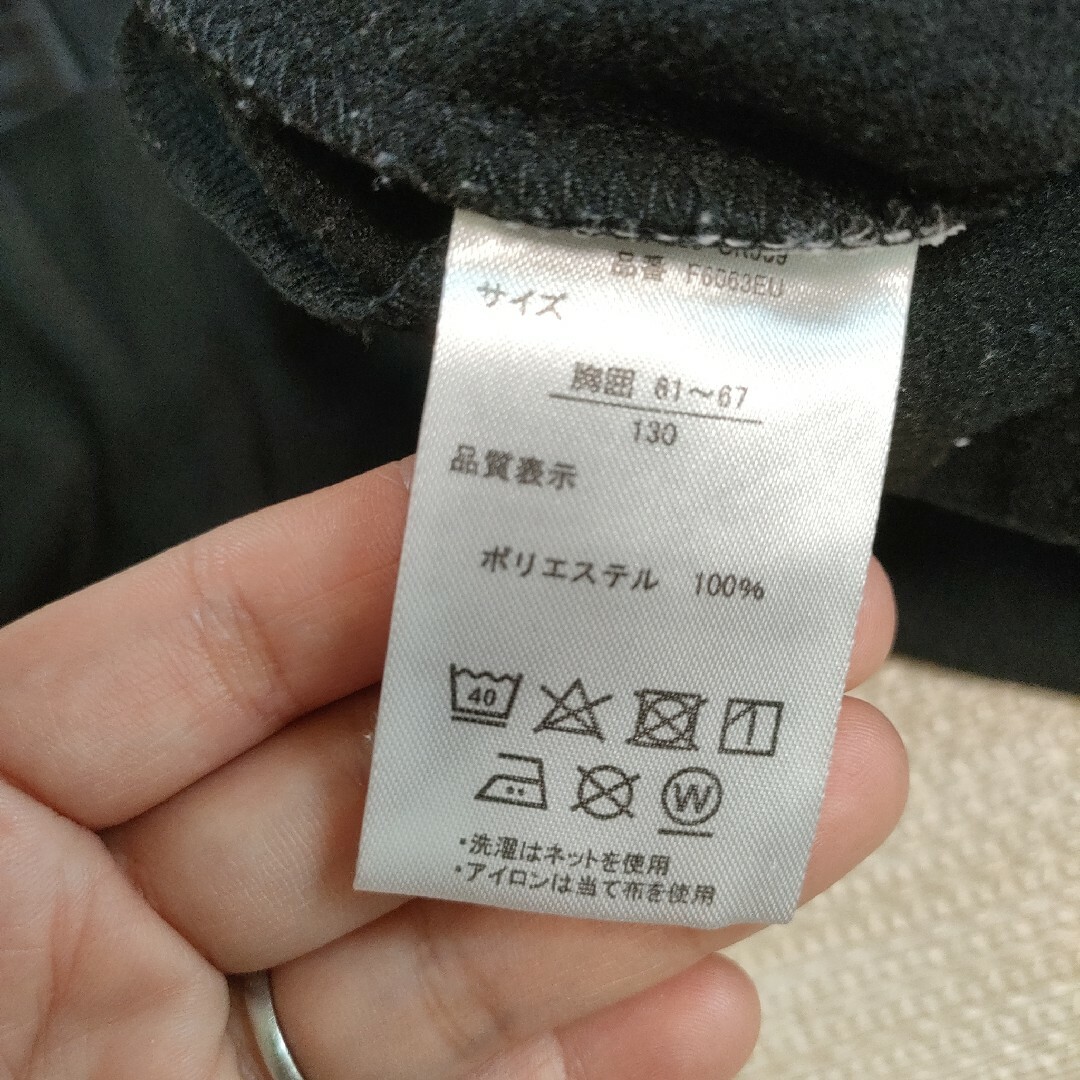 品番 F6063EU
サイズ
胸囲 61～67
130
品質表示
ポリエステル 100%
40
W
・洗濯はネットを使用
・アイロンは当て布を使用